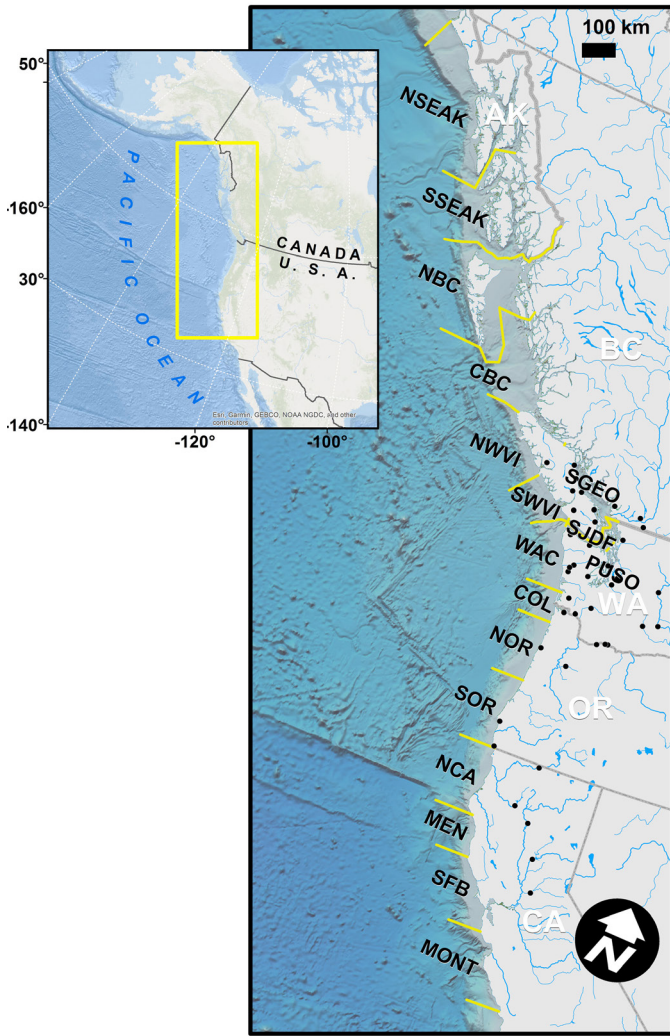 100 km
50°
-160°
30°
-140°
-120°
-100°
PACIFIC OCEAN
CANADA
U. S. A.
Esri, Garmin, GEBCO, NOAA NGDC, and other
contributors
NSEAK
AK
SSEAK
NBC
BC
CBC
NWVI
SGEO
SWVI
SJDF
WAC
PUSO
COL
WA
NOR
SOR
OR
NCA
MEN
SFB
CA
MONT
N